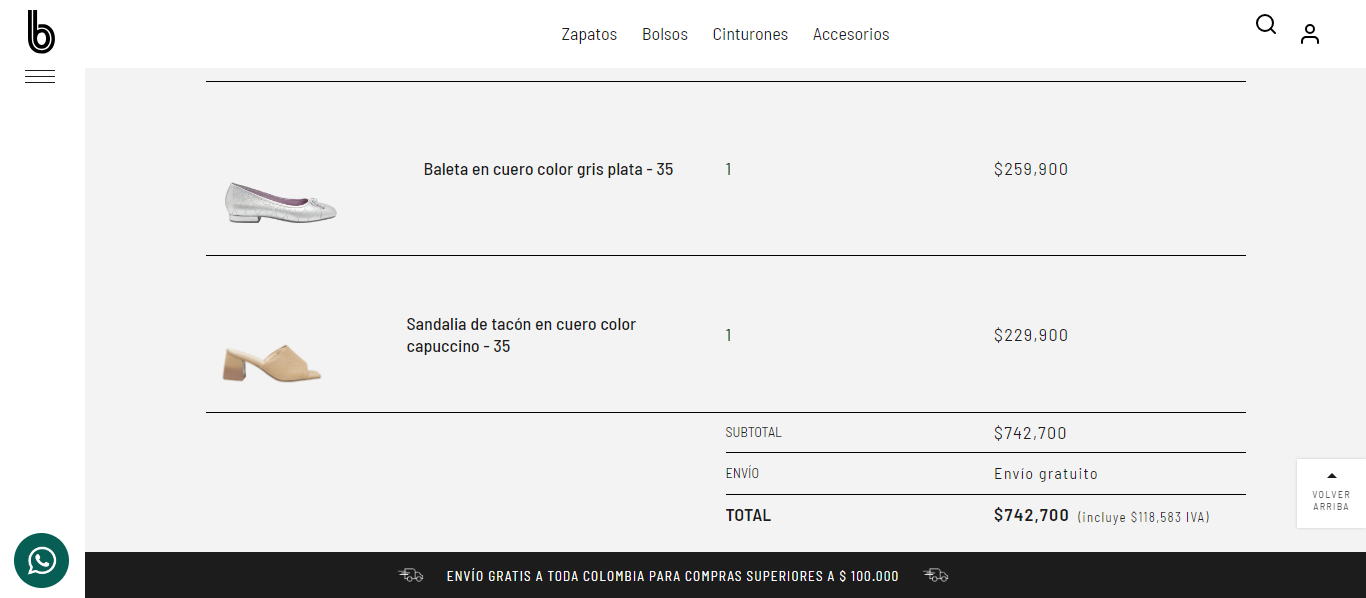 b
Zapatos Bolsos Cinturones Accesorios
Baleta en cuero color gris plata - 35 1 $259,900
Sandalia de tacón en cuero color
capuccino - 35 1 $229,900
SUBTOTAL $742,700
ENVÍO Envío gratuito
TOTAL $742,700 (incluye $118,583 IVA)
VOLVER
ARRIBA
ENVÍO GRATIS A TODA COLOMBIA PARA COMPRAS SUPERIORES A $ 100.000